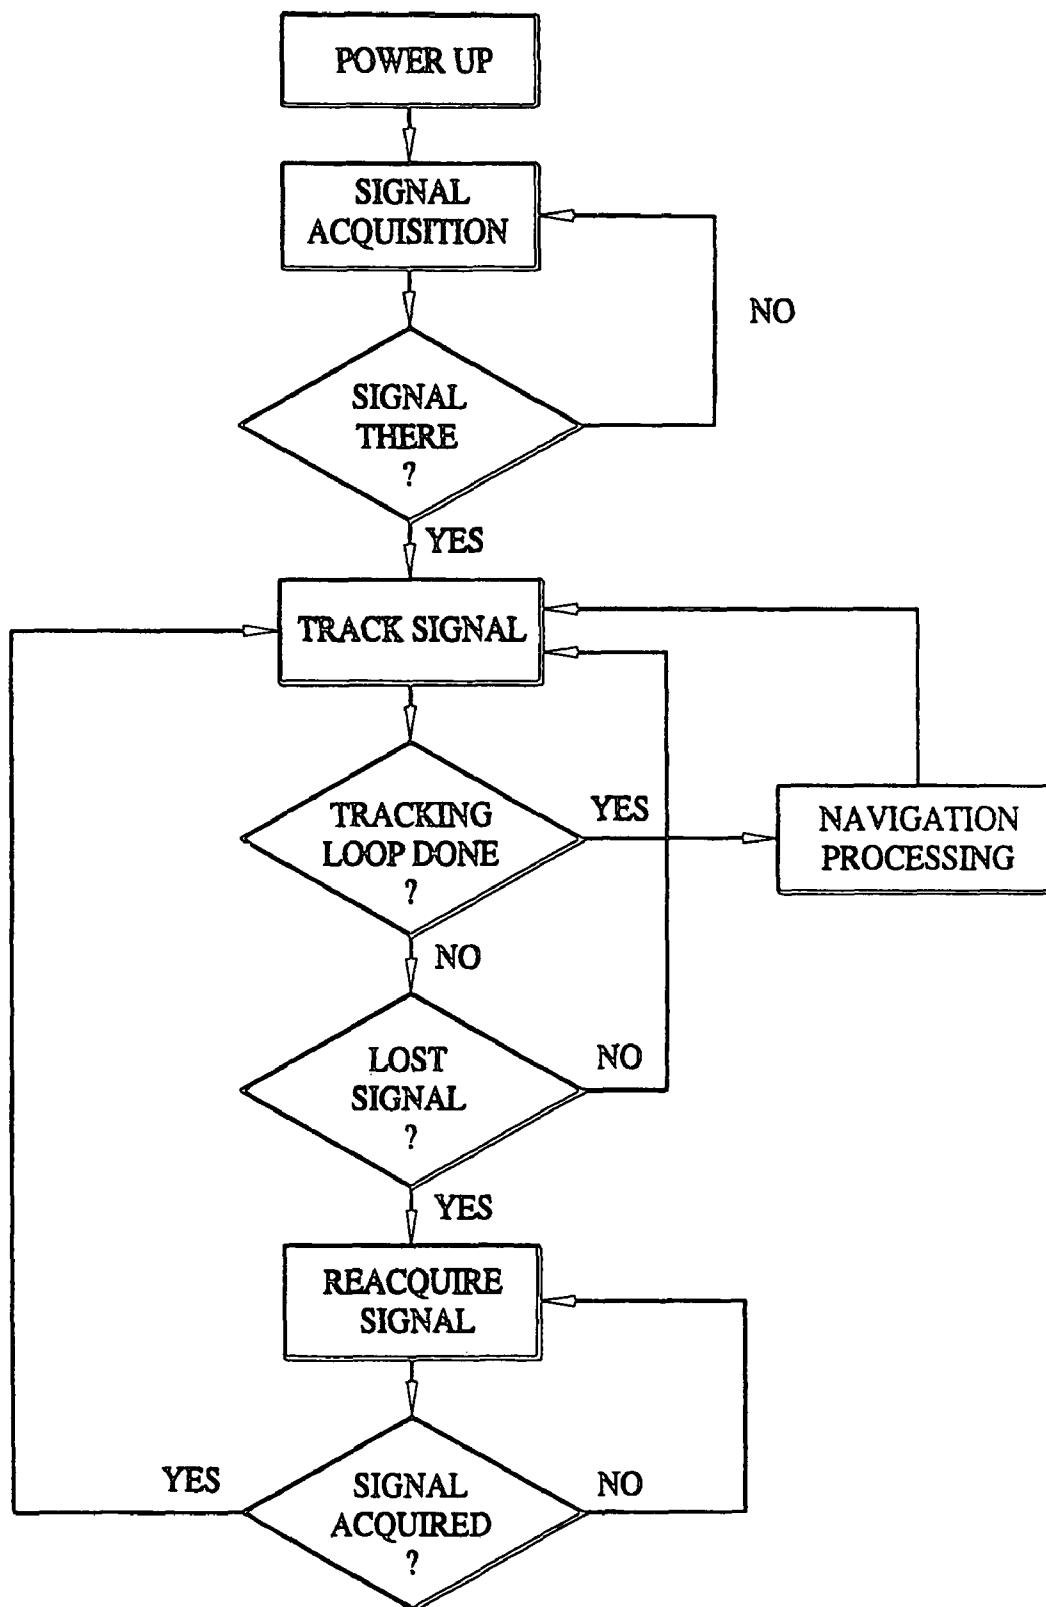 POWER UP
SIGNAL
ACQUISITION
NO
SIGNAL
THERE
?
YES
TRACK SIGNAL
TRACKING
LOOP DONE
?
YES
NAVIGATION
PROCESSING
NO
LOST
SIGNAL
?
NO
YES
REACQUIRE
SIGNAL
YES
SIGNAL
ACQUIRED
?
NO